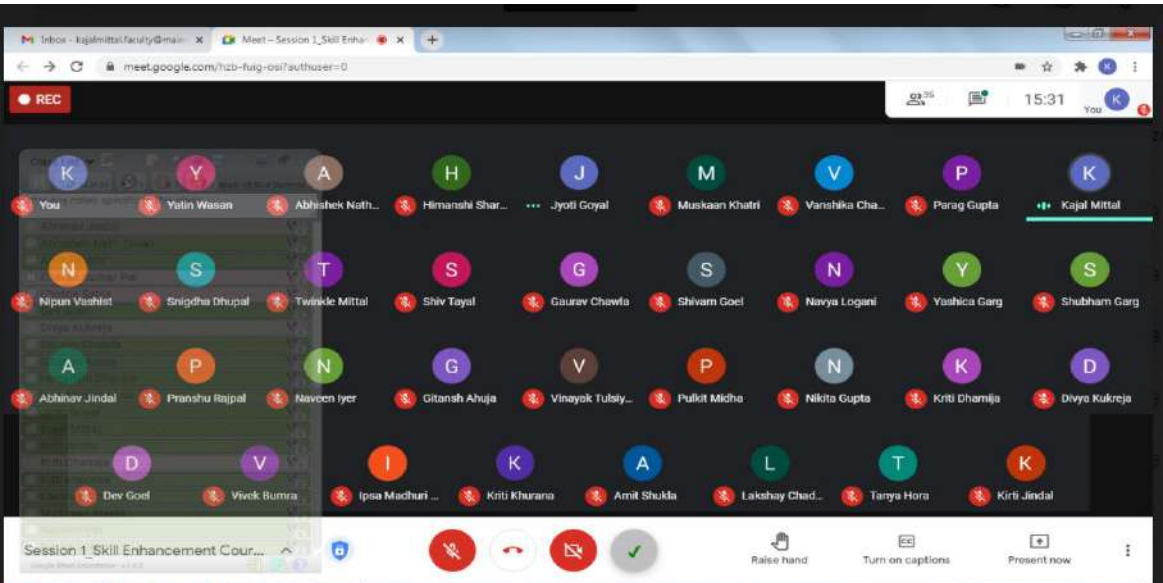 Inbox - kajalmittal.faculty@mai
Meet – Session 1_Skill Enha
meet.google.com/hzb-fuig-osi?authuser=0
REC
35
15:31
You
K
K
Y
A
H
J
M
V
P
K
You
Yatin Wasan
Abhishek Nath...
Himanshi Shar...
Jyoti Goyal
Muskaan Khatri
Vanshika Cha...
Parag Gupta
Kajal Mittal
N
S
T
S
G
S
N
Y
S
Nipun Vashist
Snigdha Dhupal
Twinkle Mittal
Shiv Tayal
Gaurav Chawla
Shivam Goel
Navya Logani
Yashica Garg
Shubham Garg
Divya Kukreja
A
P
N
G
V
P
N
K
D
Abhinav Jindal
Pranshu Rajpal
Naveen Iyer
Gitansh Ahuja
Vinayak Tulsiy...
Pulkit Midha
Nikita Gupta
Kriti Dhamija
Divya Kukreja
D
V
I
K
A
L
T
K
Dev Goel
Vivek Bumra
Ipsa Madhuri ...
Kriti Khurana
Amit Shukla
Lakshay Chad...
Tanya Hora
Kirti Jindal
Session 1_Skill Enhancement Cour...
Raise hand
CC
Turn on captions
Present now